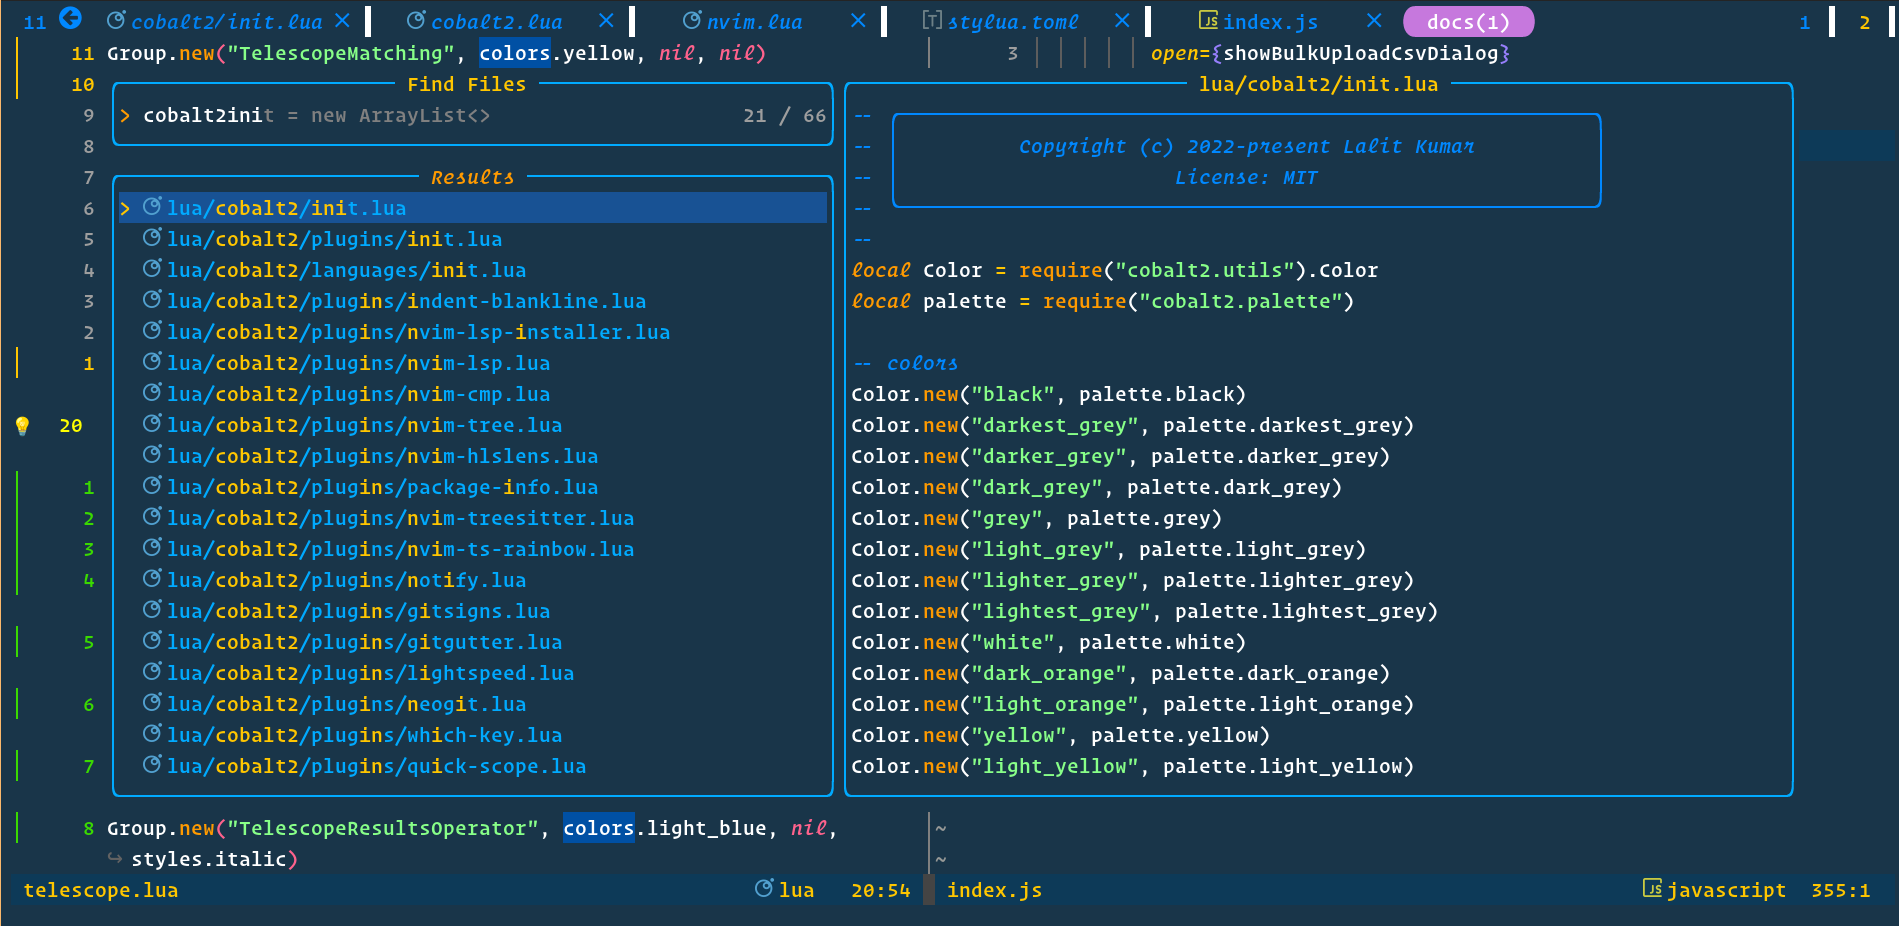 11 cobalt2/init.lua cobalt2.lua nvim.lua [T] stylua.toml JS index.js docs(1) 1 2
11 Group.new("TelescopeMatching", colors.yellow, nil, nil)
3 open={showBulkUploadCsvDialog}
10
Find Files
9 > cobalt2init = new ArrayList<> 21 / 66
8
7 Results
6 > lua/cobalt2/init.lua
5 lua/cobalt2/plugins/init.lua
4 lua/cobalt2/languages/init.lua
3 lua/cobalt2/plugins/indent-blankline.lua
2 lua/cobalt2/plugins/nvim-lsp-installer.lua
1 lua/cobalt2/plugins/nvim-lsp.lua
lua/cobalt2/plugins/nvim-cmp.lua
20 lua/cobalt2/plugins/nvim-tree.lua
lua/cobalt2/plugins/nvim-hlslens.lua
1 lua/cobalt2/plugins/package-info.lua
2 lua/cobalt2/plugins/nvim-treesitter.lua
3 lua/cobalt2/plugins/nvim-ts-rainbow.lua
4 lua/cobalt2/plugins/notify.lua
lua/cobalt2/plugins/gitsigns.lua
5 lua/cobalt2/plugins/gitgutter.lua
lua/cobalt2/plugins/lightspeed.lua
6 lua/cobalt2/plugins/neogit.lua
lua/cobalt2/plugins/which-key.lua
7 lua/cobalt2/plugins/quick-scope.lua
lua/cobalt2/init.lua
--
-- Copyright (c) 2022-present Lalit Kumar
-- License: MIT
--
--
local Color = require("cobalt2.utils").Color
local palette = require("cobalt2.palette")
-- colors
Color.new("black", palette.black)
Color.new("darkest_grey", palette.darkest_grey)
Color.new("darker_grey", palette.darker_grey)
Color.new("dark_grey", palette.dark_grey)
Color.new("grey", palette.grey)
Color.new("light_grey", palette.light_grey)
Color.new("lighter_grey", palette.lighter_grey)
Color.new("lightest_grey", palette.lightest_grey)
Color.new("white", palette.white)
Color.new("dark_orange", palette.dark_orange)
Color.new("light_orange", palette.light_orange)
Color.new("yellow", palette.yellow)
Color.new("light_yellow", palette.light_yellow)
8 Group.new("TelescopeResultsOperator", colors.light_blue, nil,
↪ styles.italic)
~
~
telescope.lua lua 20:54 index.js JS javascript 355:1